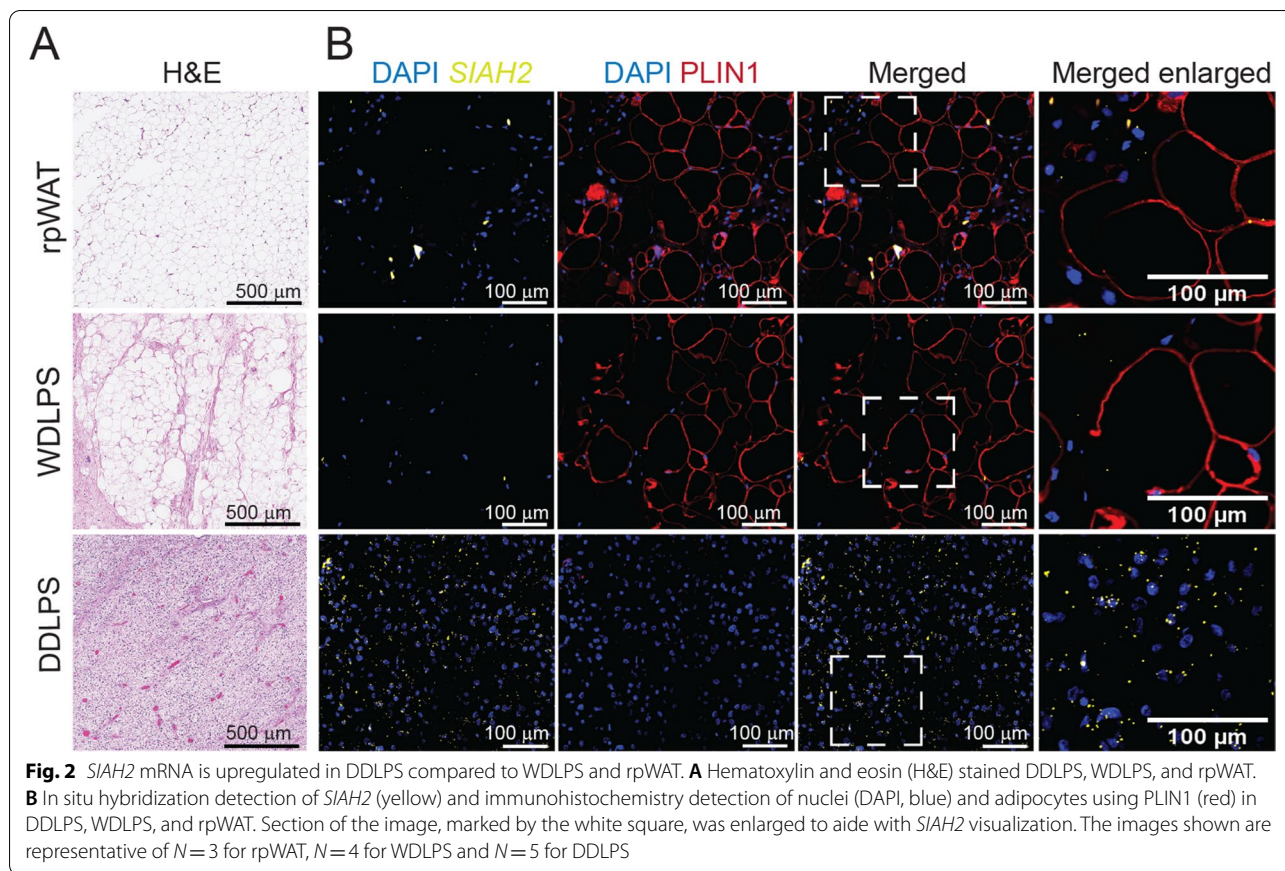 A
B
H&E
DAPI SIAH2
DAPI PLIN1
Merged
Merged enlarged
rpWAT
500 µm
100 µm
100 µm
100 µm
100 µm
WDLPS
500 µm
100 µm
100 µm
100 µm
100 µm
DDLPS
500 µm
100 µm
100 µm
100 µm
100 µm
Fig. 2 SIAH2 mRNA is upregulated in DDLPS compared to WDLPS and rpWAT. A Hematoxylin and eosin (H&E) stained DDLPS, WDLPS, and rpWAT.
B In situ hybridization detection of SIAH2 (yellow) and immunohistochemistry detection of nuclei (DAPI, blue) and adipocytes using PLIN1 (red) in
DDLPS, WDLPS, and rpWAT. Section of the image, marked by the white square, was enlarged to aide with SIAH2 visualization. The images shown are
representative of N = 3 for rpWAT, N = 4 for WDLPS and N = 5 for DDLPS